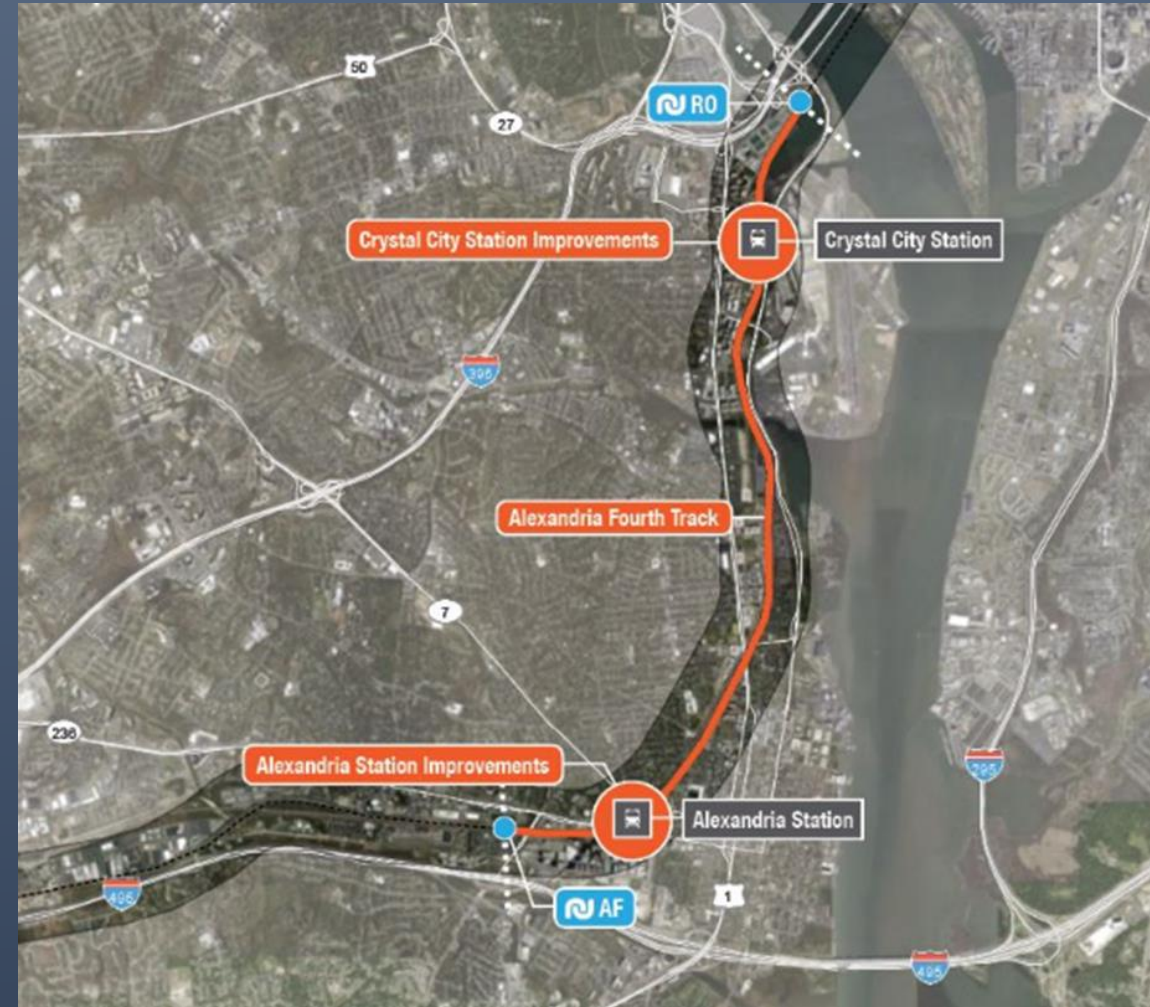 50
RO
27
Crystal City Station Improvements
Crystal City Station
395
Alexandria Fourth Track
7
236
Alexandria Station Improvements
295
Alexandria Station
495
AF
1
495